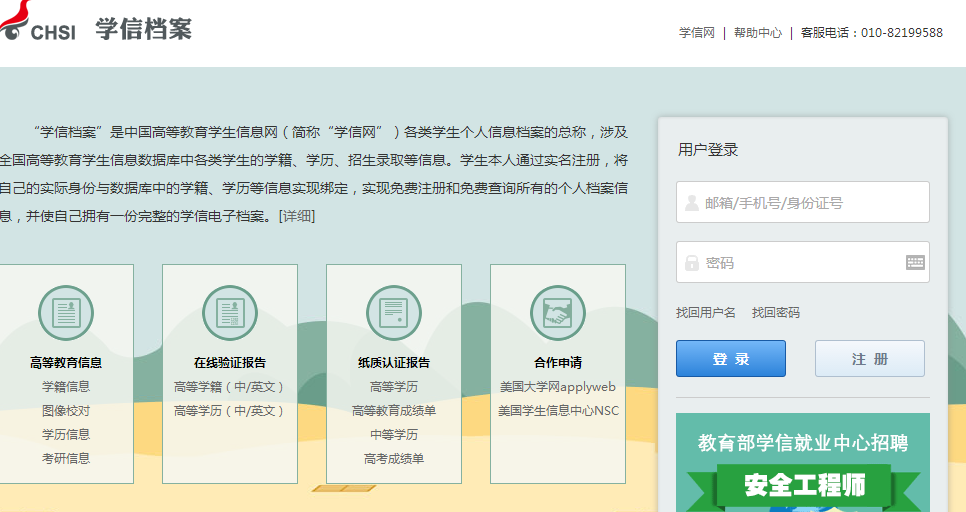 CHSI 学信档案
学信网 | 帮助中心 | 客服电话：010-82199588
“学信档案”是中国高等教育学生信息网（简称“学信网”）各类学生个人信息档案的总称，涉及
全国高等教育学生信息数据库中各类学生的学籍、学历、招生录取等信息。学生本人通过实名注册，将
自己的实际身份与数据库中的学籍、学历等信息实现绑定，实现免费注册和免费查询所有的个人档案信
息，并使自己拥有一份完整的学信电子档案。[详细]
高等教育信息
学籍信息
图像校对
学历信息
考研信息
在线验证报告
高等学籍（中/英文）
高等学历（中/英文）
纸质认证报告
高等学历
高等教育成绩单
中等学历
高考成绩单
合作申请
美国大学网applyweb
美国学生信息中心NSC
用户登录
邮箱/手机号/身份证号
密码
找回用户名 找回密码
登 录 注 册
教育部学信就业中心招聘
安全工程师